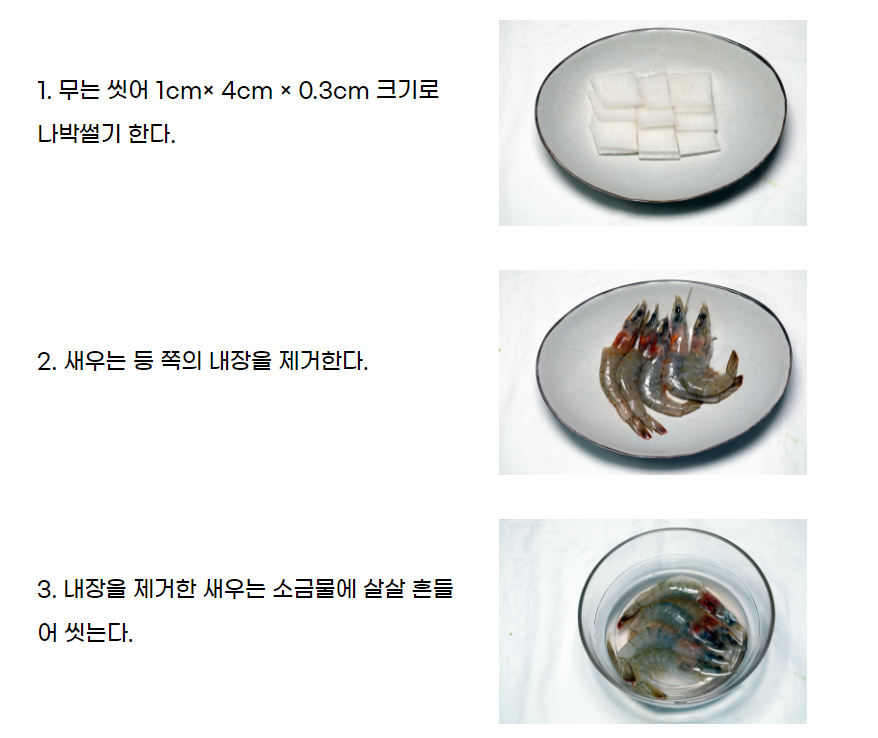 1. 무는 씻어 1cm× 4cm × 0.3cm 크기로
나박썰기 한다.
2. 새우는 등 쪽의 내장을 제거한다.
3. 내장을 제거한 새우는 소금물에 살살 흔들
어 씻는다.